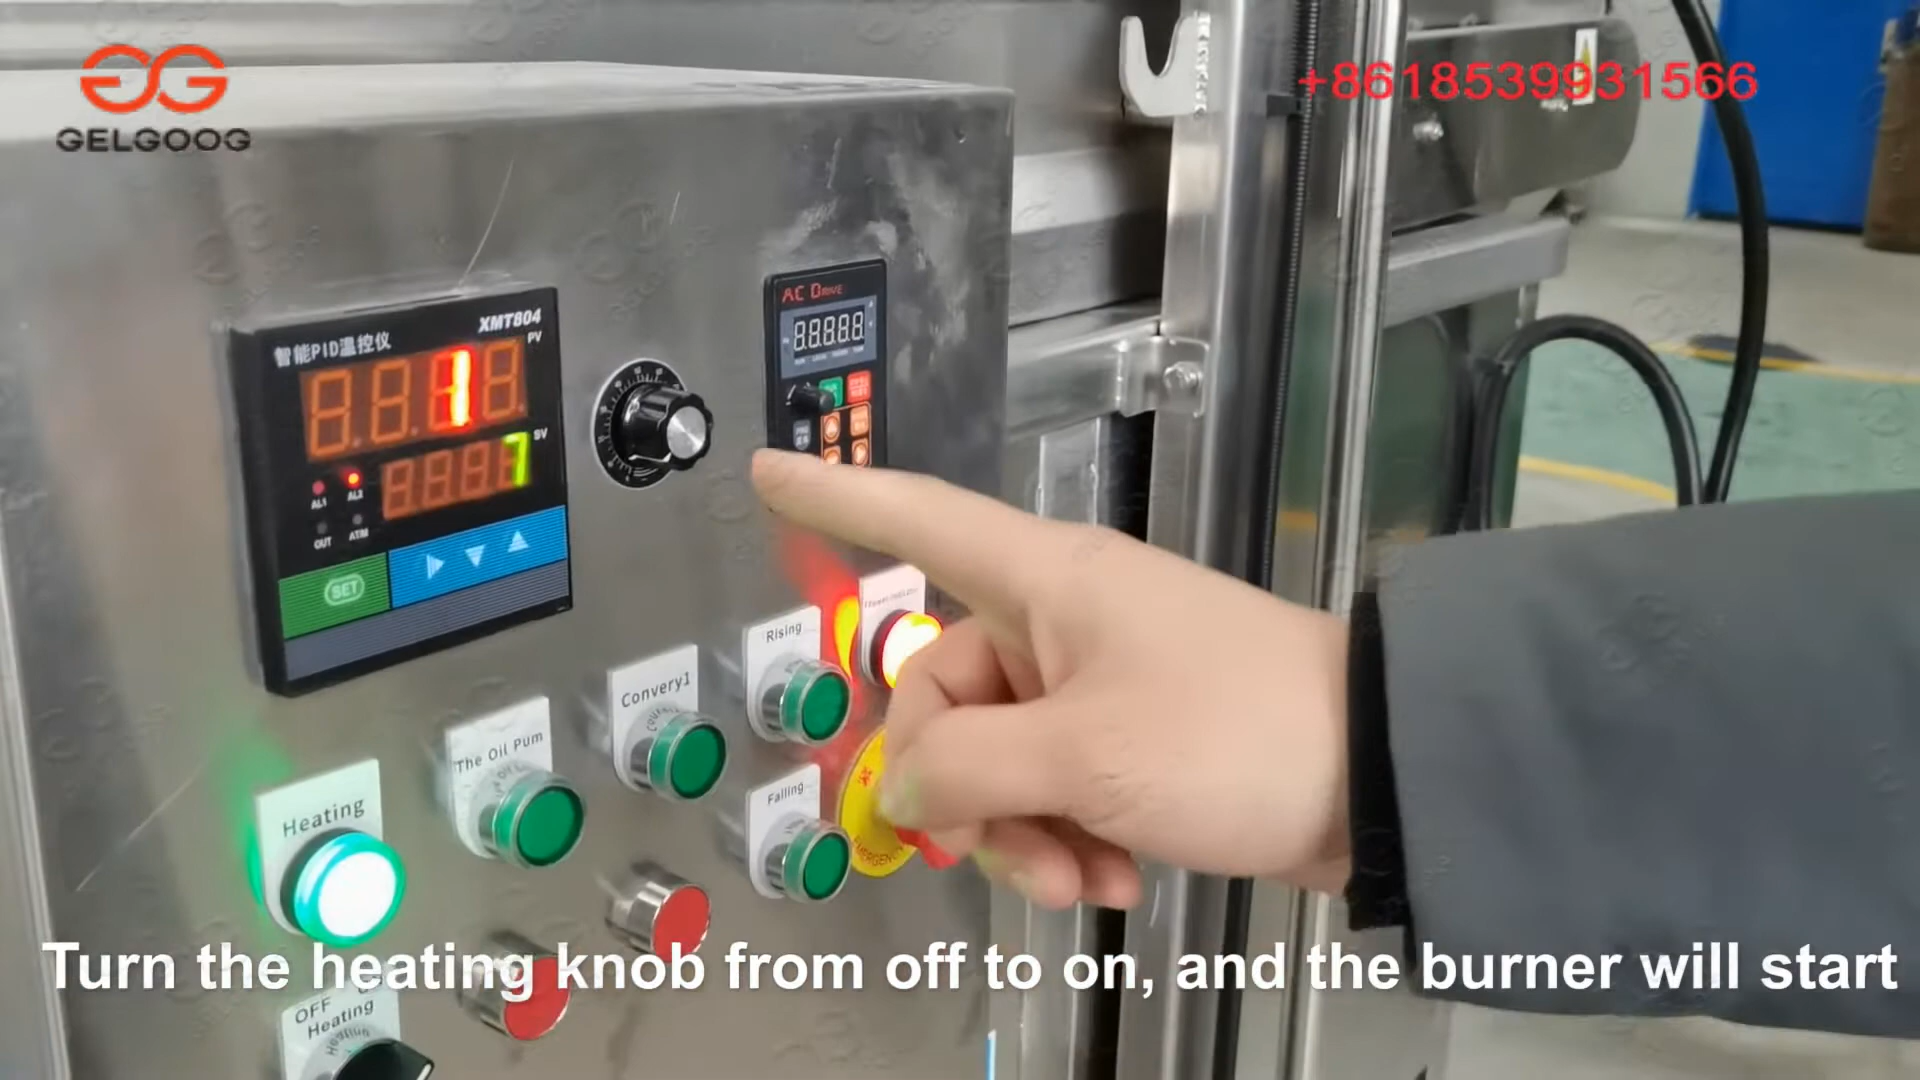 GELGOOG
+8618539931566
AC DRIVE
XMT804
智能PID温控仪
PV
SV
AL1
AL2
OUT
AT/M
SET
Rising
Convery1
The Oil Pum
Falling
Heating
EMERGENCY
Turn the heating knob from off to on, and the burner will start
OFF
Heating